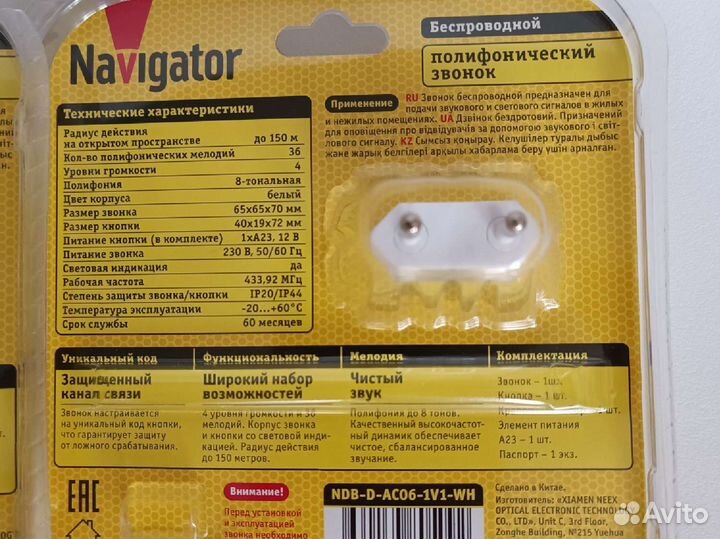 Navigator
Беспроводной
полифонический
звонок
Технические характеристики
Радиус действия
на открытом пространстве до 150 м
Кол-во полифонических мелодий 36
Уровни громкости 4
Полифония 8-тональная
Цвет корпуса белый
Размер звонка 65х65х70 мм
Размер кнопки 40х19х72 мм
Питание кнопки (в комплекте) 1хА23, 12 В
Питание звонка 230 В, 50/60 Гц
Световая индикация да
Рабочая частота 433,92 МГц
Степень защиты звонка/кнопки IP20/IP44
Температура эксплуатации -20...+60°С
Срок службы 60 месяцев
Применение RU Звонок беспроводной предназначен для
подачи звукового и светового сигналов в жилых
и нежилых помещениях. UA Дзвінок бездротовий. Призначений
для оповіщення про відвідувачів за допомогою звукового і світ-
лового сигналу. KZ Сымсыз қоңырау. Келушілер туралы дыбыс
және жарық белгілері арқылы хабарлама беру үшін арналған.
Уникальный код
Защищенный
канал связи
Звонок настраивается
на уникальный код кнопки,
что гарантирует защиту
от ложного срабатывания.
Функциональность
Широкий набор
возможностей
4 уровня громкости и 36
мелодий. Корпус звонка
и кнопки со световой инди-
кацией. Радиус действия
до 150 метров.
Мелодия
Чистый
звук
Полифония до 8 тонов.
Качественный высокочастот-
ный динамик обеспечивает
чистое, сбалансированное
звучание.
Комплектация
Звонок – 1 шт.
Кнопка – 1 шт.
шт.
Элемент питания
А23 – 1 шт.
Паспорт – 1 экз.
EAC
Внимание!
Перед установкой
и эксплуатацией
звонка необходимо
NDB-D-AC06-1V1-WH
Сделано в Китае.
Изготовитель: «XIAMEN NEEX
OPTICAL ELECTRONIC TECHNOLOGY
CO., LTD», Unit C, 3rd Floor,
Zonghe Building, №215 Yuehua
Avito